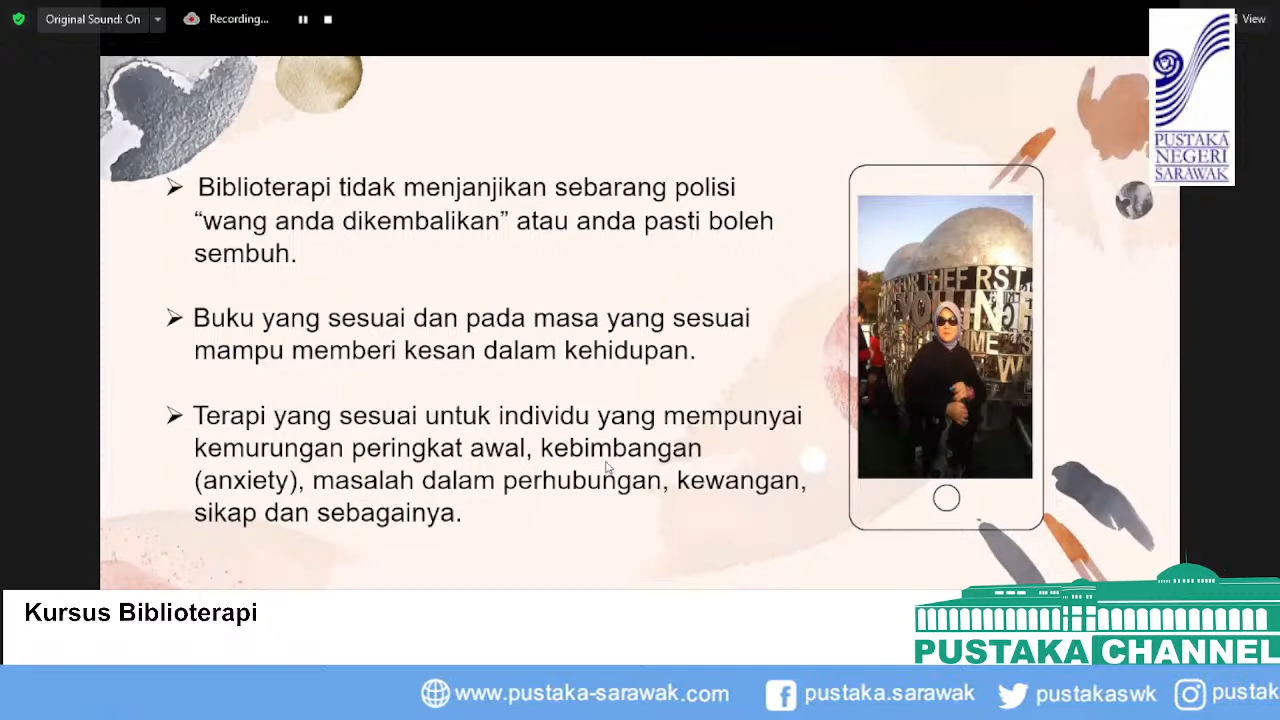 Original Sound: On
Recording...
View
PUSTAKA
NEGERI
SARAWAK
➢ Biblioterapi tidak menjanjikan sebarang polisi
“wang anda dikembalikan” atau anda pasti boleh
sembuh.
➢ Buku yang sesuai dan pada masa yang sesuai
mampu memberi kesan dalam kehidupan.
➢ Terapi yang sesuai untuk individu yang mempunyai
kemurungan peringkat awal, kebimbangan
(anxiety), masalah dalam perhubungan, kewangan,
sikap dan sebagainya.
Kursus Biblioterapi
PUSTAKA CHANNEL
www.pustaka-sarawak.com
pustaka.sarawak
pustakaswk
pustak